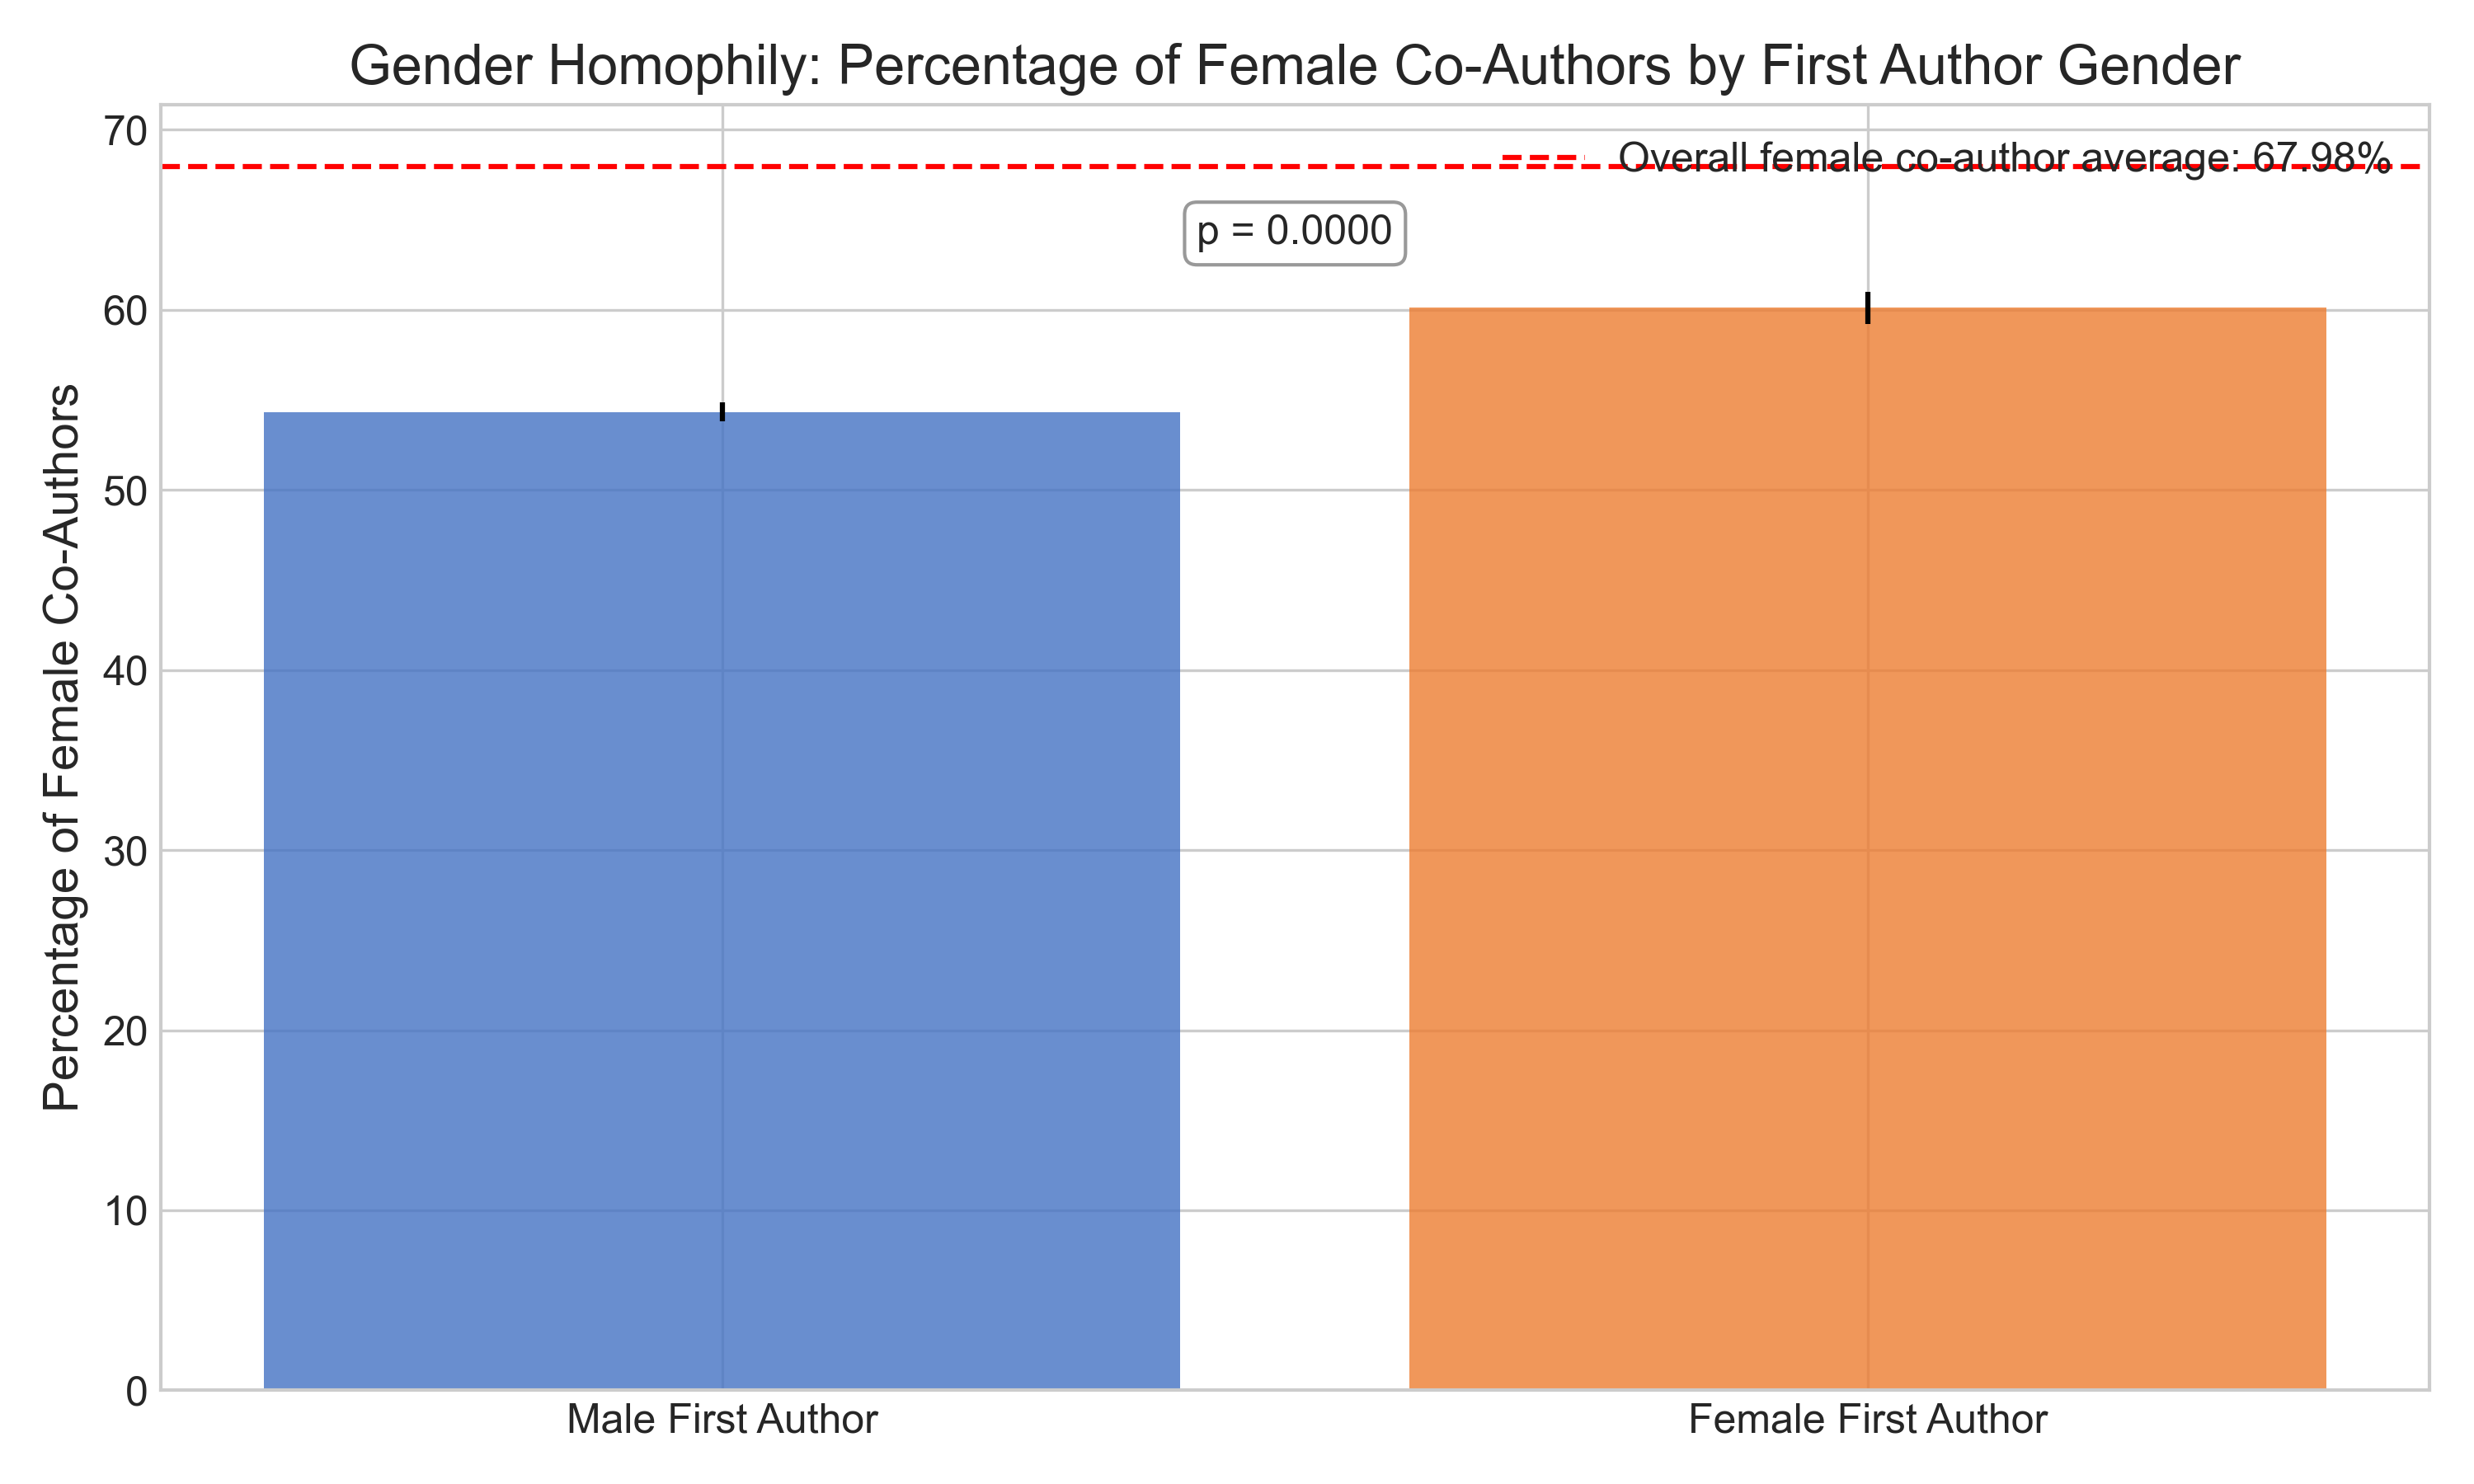 Gender Homophily: Percentage of Female Co-Authors by First Author Gender
70
Overall female co-author average: 67.98%
p = 0.0000
60
50
40
30
20
10
0
Percentage of Female Co-Authors
Male First Author
Female First Author